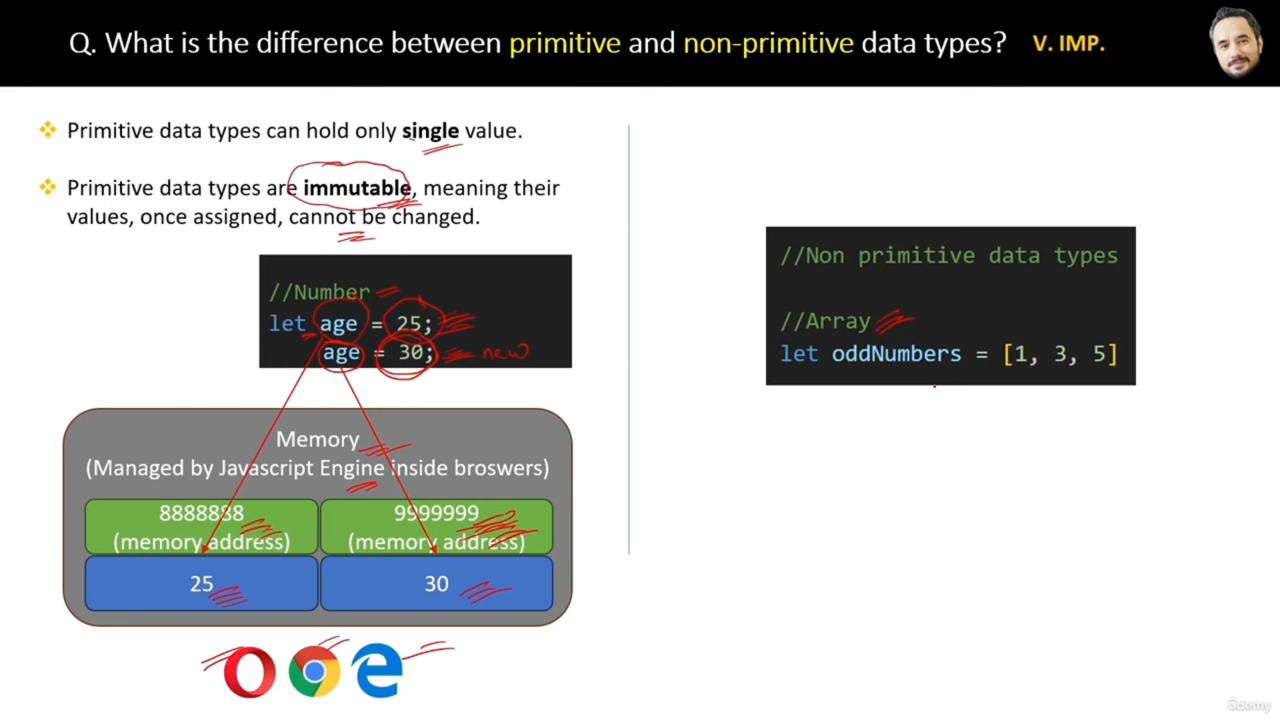 Q. What is the difference between primitive and non-primitive data types? V. IMP.
Primitive data types can hold only single value.
Primitive data types are immutable, meaning their
values, once assigned, cannot be changed.
//Number
let age = 25;
age = 30; new
Memory
(Managed by Javascript Engine inside broswers)
8888888
(memory address)
9999999
(memory address)
25
30
//Non primitive data types
//Array
let oddNumbers = [1, 3, 5]
ûdemy